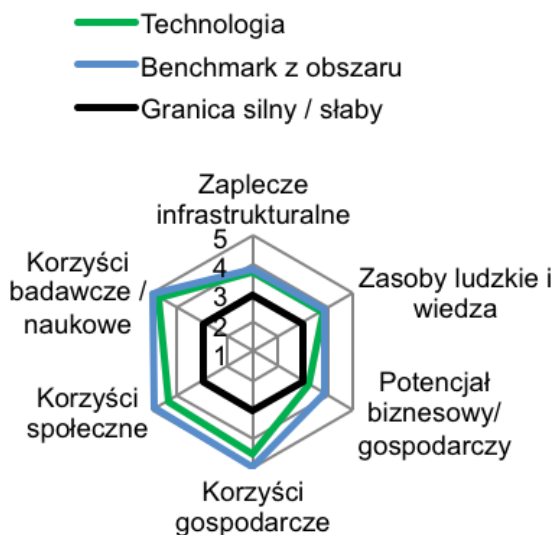 Technologia
Benchmark z obszaru
Granica silny / słaby
Zaplecze
infrastrukturalne
5
4
3
2
1
Zasoby ludzkie i
wiedza
Potencjał
biznesowy/
gospodarczy
Korzyści
gospodarcze
Korzyści
społeczne
Korzyści
badawcze /
naukowe